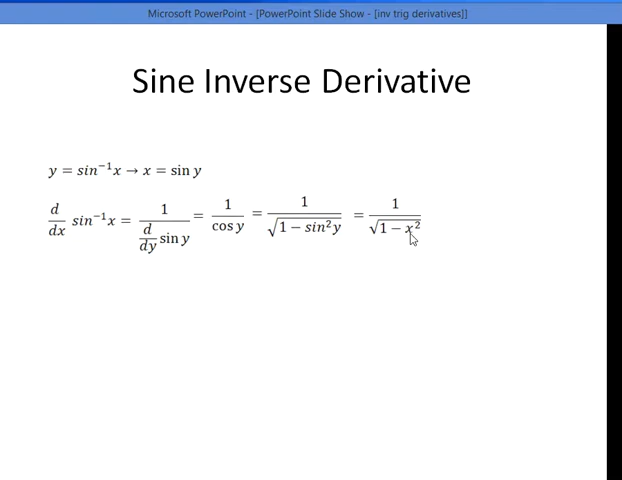 Microsoft PowerPoint - [PowerPoint Slide Show - [inv trig derivatives]]
Sine Inverse Derivative
y = sin⁻¹x → x = sin y
d/dx sin⁻¹x = 1/(d/dy sin y) = 1/cos y = 1/√(1 − sin²y) = 1/√(1 − x²)